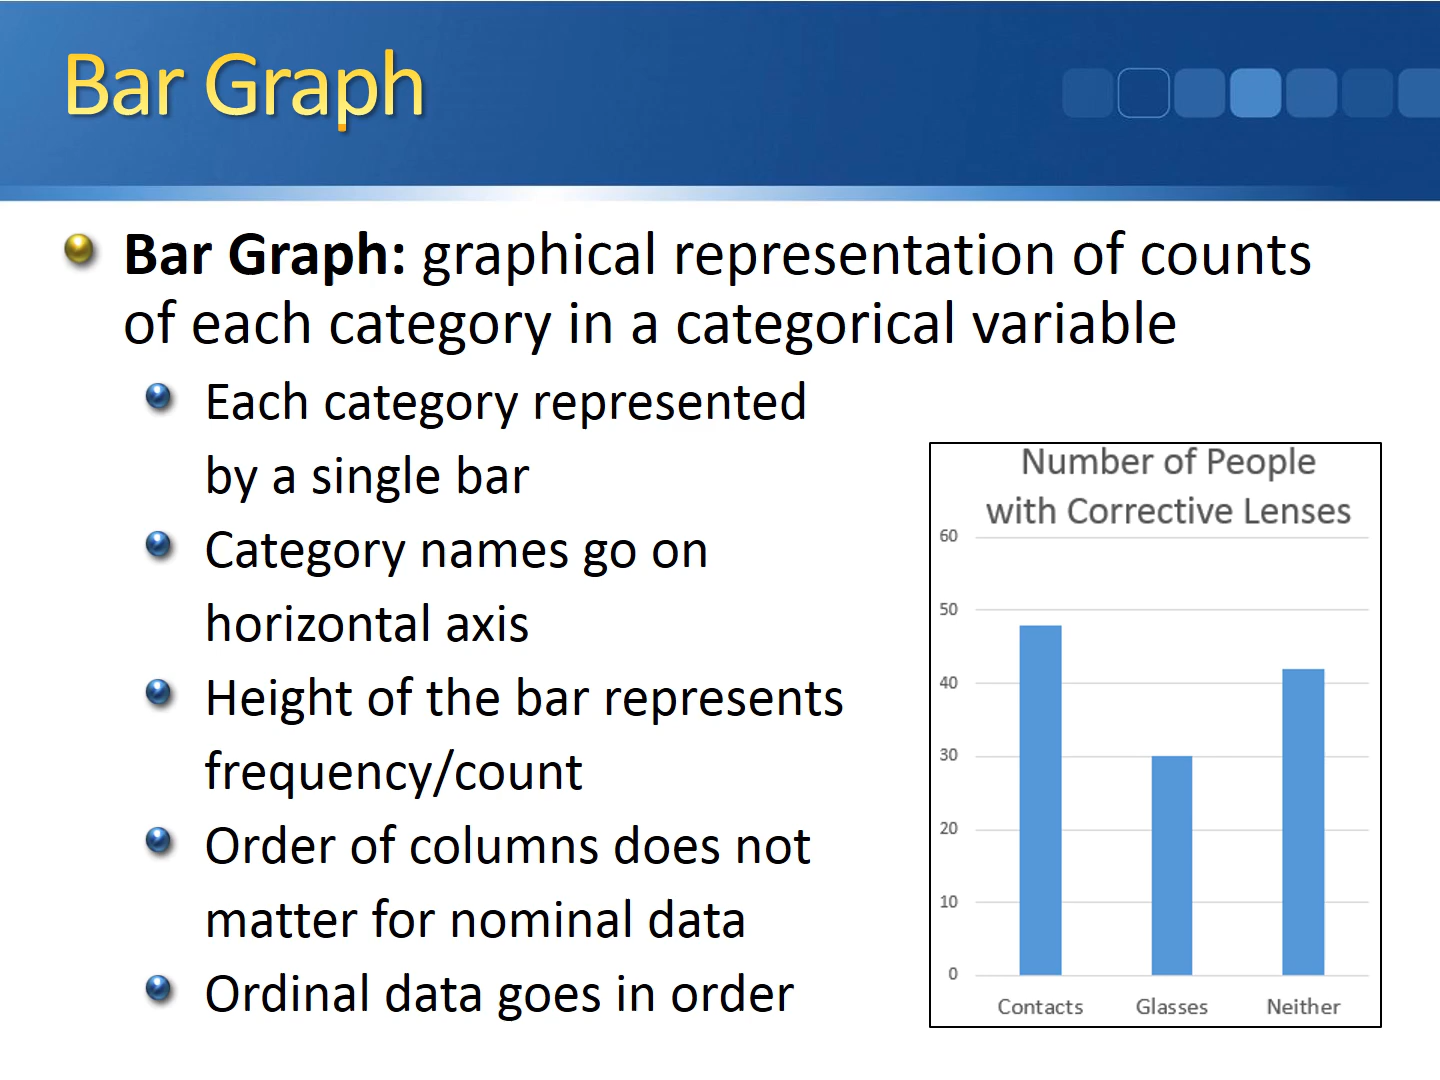 Bar Graph
Bar Graph: graphical representation of counts
of each category in a categorical variable
Each category represented
by a single bar
Category names go on
horizontal axis
Height of the bar represents
frequency/count
Order of columns does not
matter for nominal data
Ordinal data goes in order
Number of People
with Corrective Lenses
60
50
40
30
20
10
0
Contacts Glasses Neither